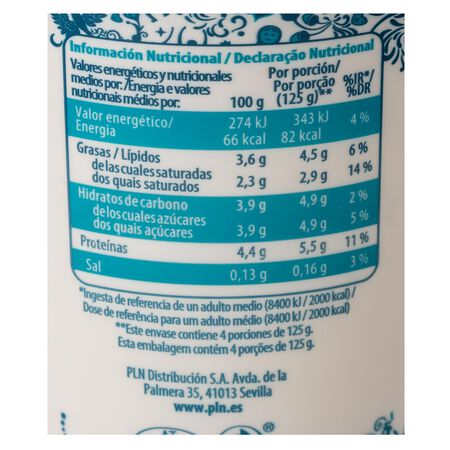 Información Nutricional / Declaração Nutricional
Valores energéticos y nutricionales
medios por: /Energia e valores
nutricionais médios por:
100 g
Por porción/
Por porção
(125 g)**
%IR*/
%DR
Valor energético/
Energia
274 kJ
66 kcal
343 kJ
82 kcal
4 %
Grasas / Lípidos
3,6 g
4,5 g
6 %
de las cuales saturadas
dos quais saturados
2,3 g
2,9 g
14 %
Hidratos de carbono
3,9 g
4,9 g
2 %
de los cuales azúcares
dos quais açúcares
3,9 g
4,9 g
5 %
Proteínas
4,4 g
5,5 g
11 %
Sal
0,13 g
0,16 g
3 %
*Ingesta de referencia de un adulto medio (8400 kJ / 2000 kcal) /
Dose de referência para um adulto médio (8400 kJ / 2000 kcal)
**Este envase contiene 4 porciones de 125 g.
Esta embalagem contém 4 porções de 125 g.
PLN Distribución S.A. Avda. de la
Palmera 35, 41013 Sevilla
www.pln.es